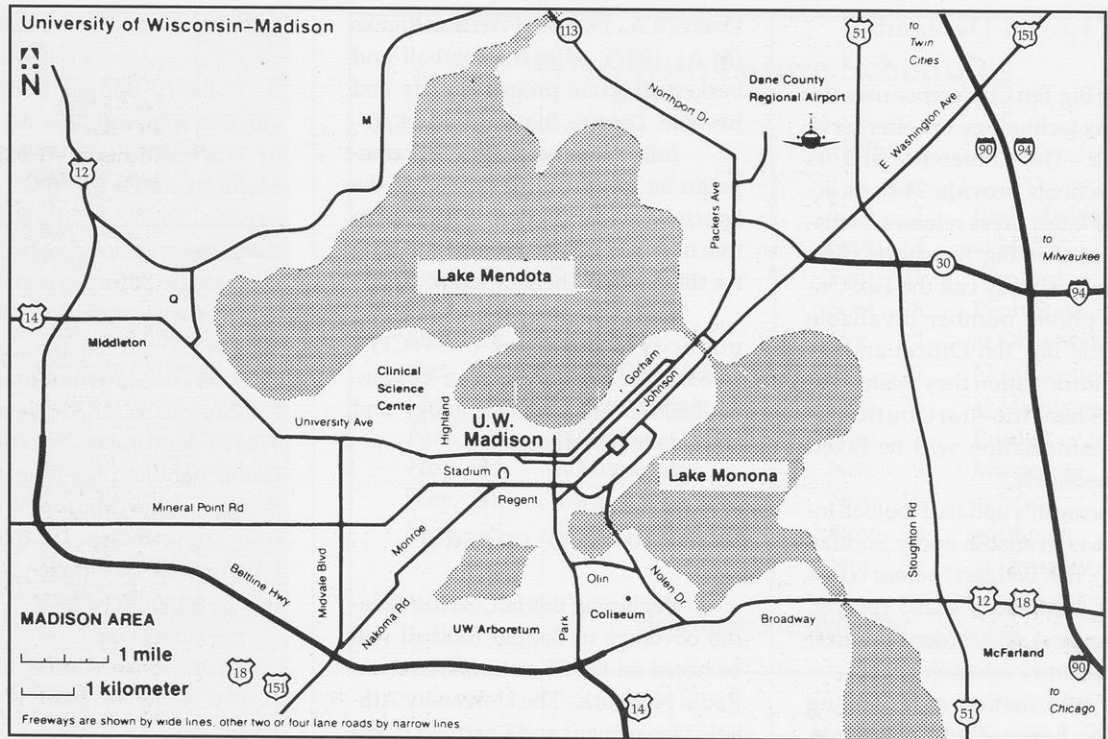 University of Wisconsin–Madison
N
113
51
to
Twin
Cities
151
Dane County
Regional Airport
Northport Dr
E. Washington Ave
90
94
M
12
Packers Ave
to
Milwaukee
30
94
Lake Mendota
Q
14
Middleton
Clinical
Science
Center
Highland
Gorham
Johnson
University Ave
U.W.
Madison
Stadium
Lake Monona
Regent
Mineral Point Rd
Monroe
Stoughton Rd
Midvale Blvd
Beltline Hwy
Nakoma Rd
Olin
Nolen Dr
Coliseum
12
18
Broadway
MADISON AREA
UW Arboretum
Park
McFarland
1 mile
18
151
90
1 kilometer
to
Chicago
14
51
Freeways are shown by wide lines, other two or four lane roads by narrow lines